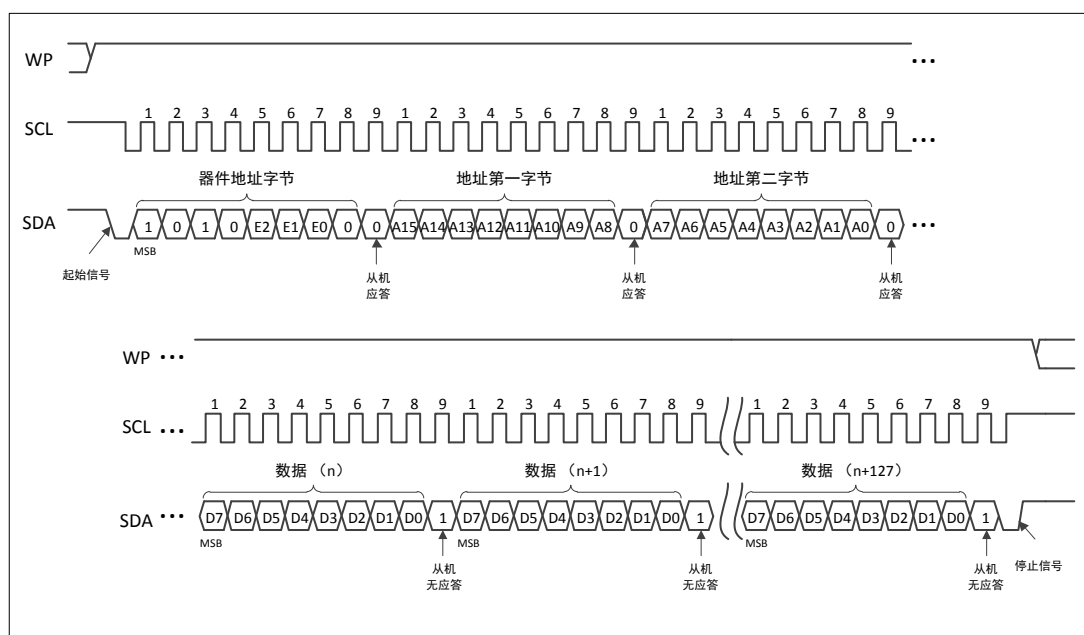 WP
•••
1 2 3 4 5 6 7 8 9 1 2 3 4 5 6 7 8 9 1 2 3 4 5 6 7 8 9
SCL
•••
器件地址字节 地址第一字节 地址第二字节
SDA
1 0 1 0 E2 E1 E0 0 0 A15 A14 A13 A12 A11 A10 A9 A8 0 A7 A6 A5 A4 A3 A2 A1 A0 0 •••
MSB
起始信号
从机 从机 从机
应答 应答 应答
WP •••
1 2 3 4 5 6 7 8 9 1 2 3 4 5 6 7 8 9 1 2 3 4 5 6 7 8 9
SCL •••
数据 (n) 数据 (n+1) 数据 (n+127)
SDA ••• D7 D6 D5 D4 D3 D2 D1 D0 1 D7 D6 D5 D4 D3 D2 D1 D0 1 D7 D6 D5 D4 D3 D2 D1 D0 1
MSB MSB MSB
停止信号
从机 从机 从机
无应答 无应答 无应答